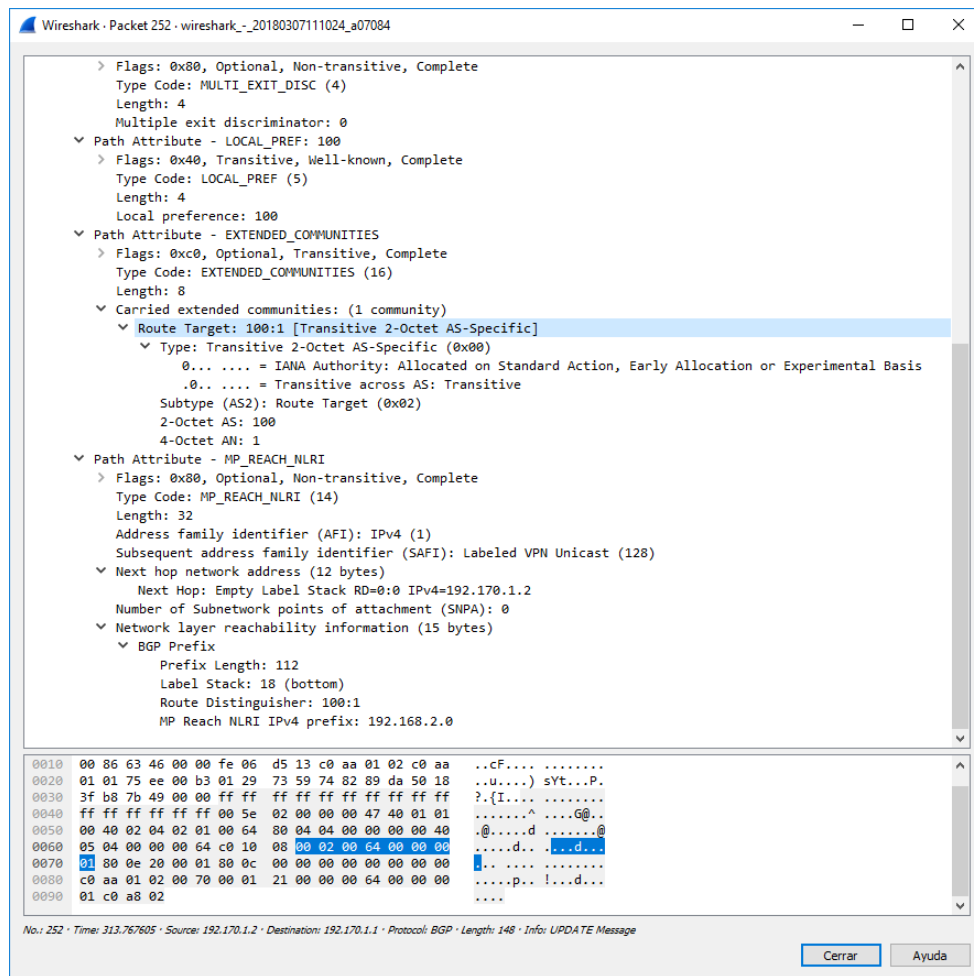 Wireshark · Packet 252 · wireshark_-_20180307111024_a07084
Flags: 0x80, Optional, Non-transitive, Complete
Type Code: MULTI_EXIT_DISC (4)
Length: 4
Multiple exit discriminator: 0
Path Attribute - LOCAL_PREF: 100
Flags: 0x40, Transitive, Well-known, Complete
Type Code: LOCAL_PREF (5)
Length: 4
Local preference: 100
Path Attribute - EXTENDED_COMMUNITIES
Flags: 0xc0, Optional, Transitive, Complete
Type Code: EXTENDED_COMMUNITIES (16)
Length: 8
Carried extended communities: (1 community)
Route Target: 100:1 [Transitive 2-Octet AS-Specific]
Type: Transitive 2-Octet AS-Specific (0x00)
0... .... = IANA Authority: Allocated on Standard Action, Early Allocation or Experimental Basis
.0.. .... = Transitive across AS: Transitive
Subtype (AS2): Route Target (0x02)
2-Octet AS: 100
4-Octet AN: 1
Path Attribute - MP_REACH_NLRI
Flags: 0x80, Optional, Non-transitive, Complete
Type Code: MP_REACH_NLRI (14)
Length: 32
Address family identifier (AFI): IPv4 (1)
Subsequent address family identifier (SAFI): Labeled VPN Unicast (128)
Next hop network address (12 bytes)
Next Hop: Empty Label Stack RD=0:0 IPv4=192.170.1.2
Number of Subnetwork points of attachment (SNPA): 0
Network layer reachability information (15 bytes)
BGP Prefix
Prefix Length: 112
Label Stack: 18 (bottom)
Route Distinguisher: 100:1
MP Reach NLRI IPv4 prefix: 192.168.2.0
0010 00 86 63 46 00 00 fe 06 d5 13 c0 aa 01 02 c0 aa ..cF.... ........
0020 01 01 75 ee 00 b3 01 29 73 59 74 82 89 da 50 18 ..u....) sYt...P.
0030 3f b8 7b 49 00 00 ff ff ff ff ff ff ff ff ff ff ?.{I.... ........
0040 ff ff ff ff ff ff 00 5e 02 00 00 00 47 40 01 01 .......^ ....G@..
0050 00 40 02 04 02 01 00 64 80 04 04 00 00 00 00 40 .@.....d .......@
0060 05 04 00 00 00 64 c0 10 08 00 02 00 64 00 00 00 .....d.. ....d...
0070 01 80 0e 20 00 01 80 0c 00 00 00 00 00 00 00 00 ... .... ........
0080 c0 aa 01 02 00 70 00 01 21 00 00 00 64 00 00 00 .....p.. !...d...
0090 01 c0 a8 02 ....
No.: 252 · Time: 313.767605 · Source: 192.170.1.2 · Destination: 192.170.1.1 · Protocol: BGP · Length: 148 · Info: UPDATE Message
Cerrar Ayuda